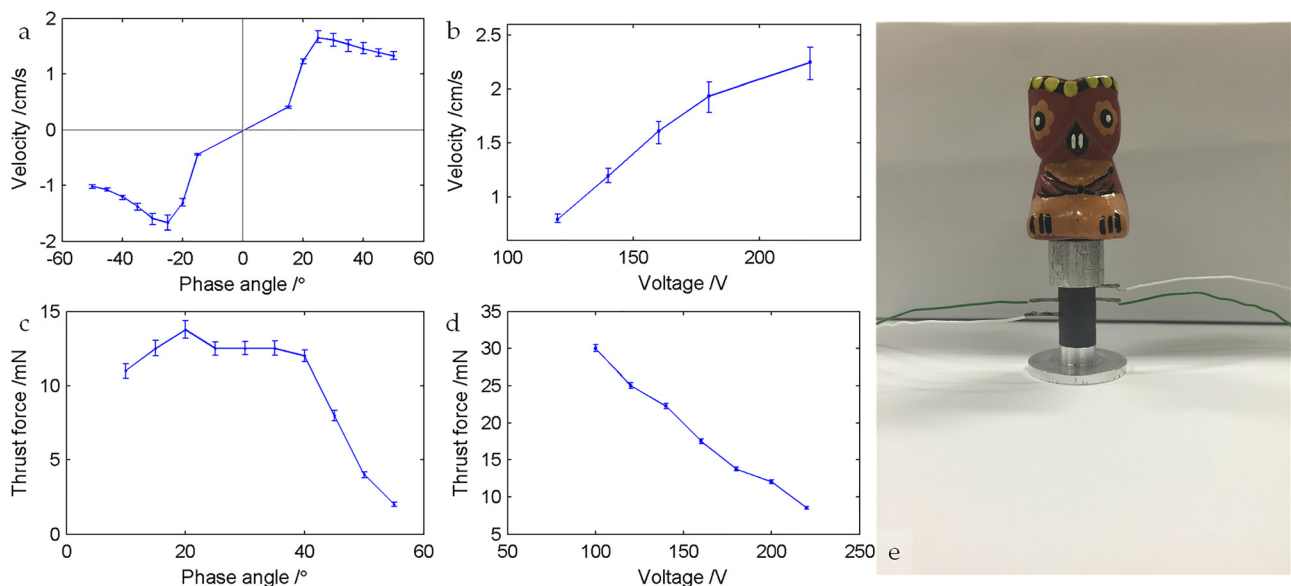 a
2
1
0
-1
-2
Velocity /cm/s
-60 -40 -20 0 20 40 60
Phase angle /°
b
2.5
2
1.5
1
Velocity /cm/s
100 150 200
Voltage /V
c
15
10
5
0
Thrust force /mN
0 20 40 60
Phase angle /°
d
35
30
25
20
15
10
5
Thrust force /mN
50 100 150 200 250
Voltage /V
e